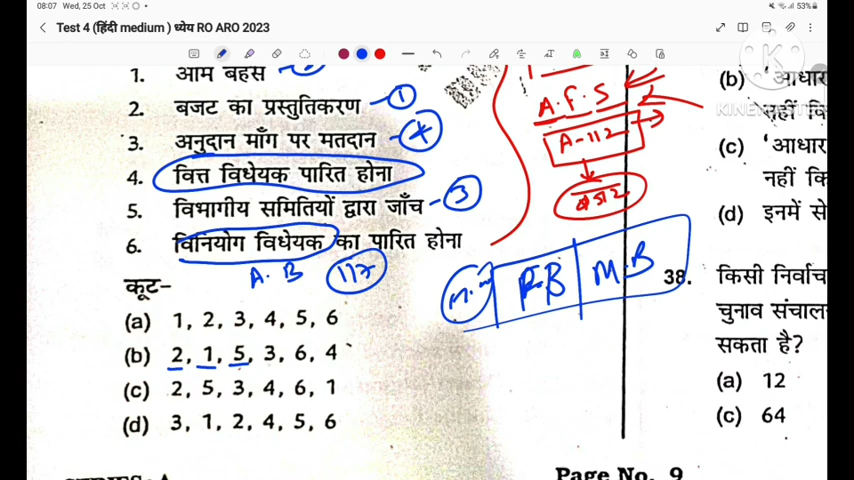 08:07 Wed, 25 Oct
53%
Test 4 (हिंदी medium ) ध्येय RO ARO 2023
KINEMASTER
1. आम बहस
2. बजट का प्रस्तुतिकरण 1
3. अनुदान माँग पर मतदान 4
4. वित्त विधेयक पारित होना
5. विभागीय समितियों द्वारा जाँच 3
6. विनियोग विधेयक का पारित होना
A. B
कूट-
(a) 1, 2, 3, 4, 5, 6
(b) 2, 1, 5, 3, 6, 4
(c) 2, 5, 3, 4, 6, 1
(d) 3, 1, 2, 4, 5, 6
SERIES-A
Page No. 9
A. F. S
A-112
F.B
M.B
(b) 'आधार
नहीं वि
(c) 'आधार
नहीं कि
(d) इनमें से
38. किसी निर्वाच
चुनाव संचाल
सकता है?
(a) 12
(c) 64